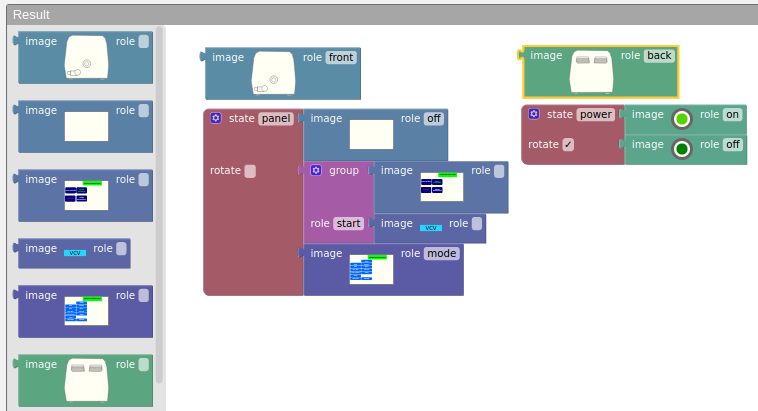 Result
image role
image role
image role
image role
vcv
image role
image role
image role front
state panel
image role off
rotate
group
image role
role start
image role
vcv
image role mode
image role back
state power
image role on
rotate ✓
image role off